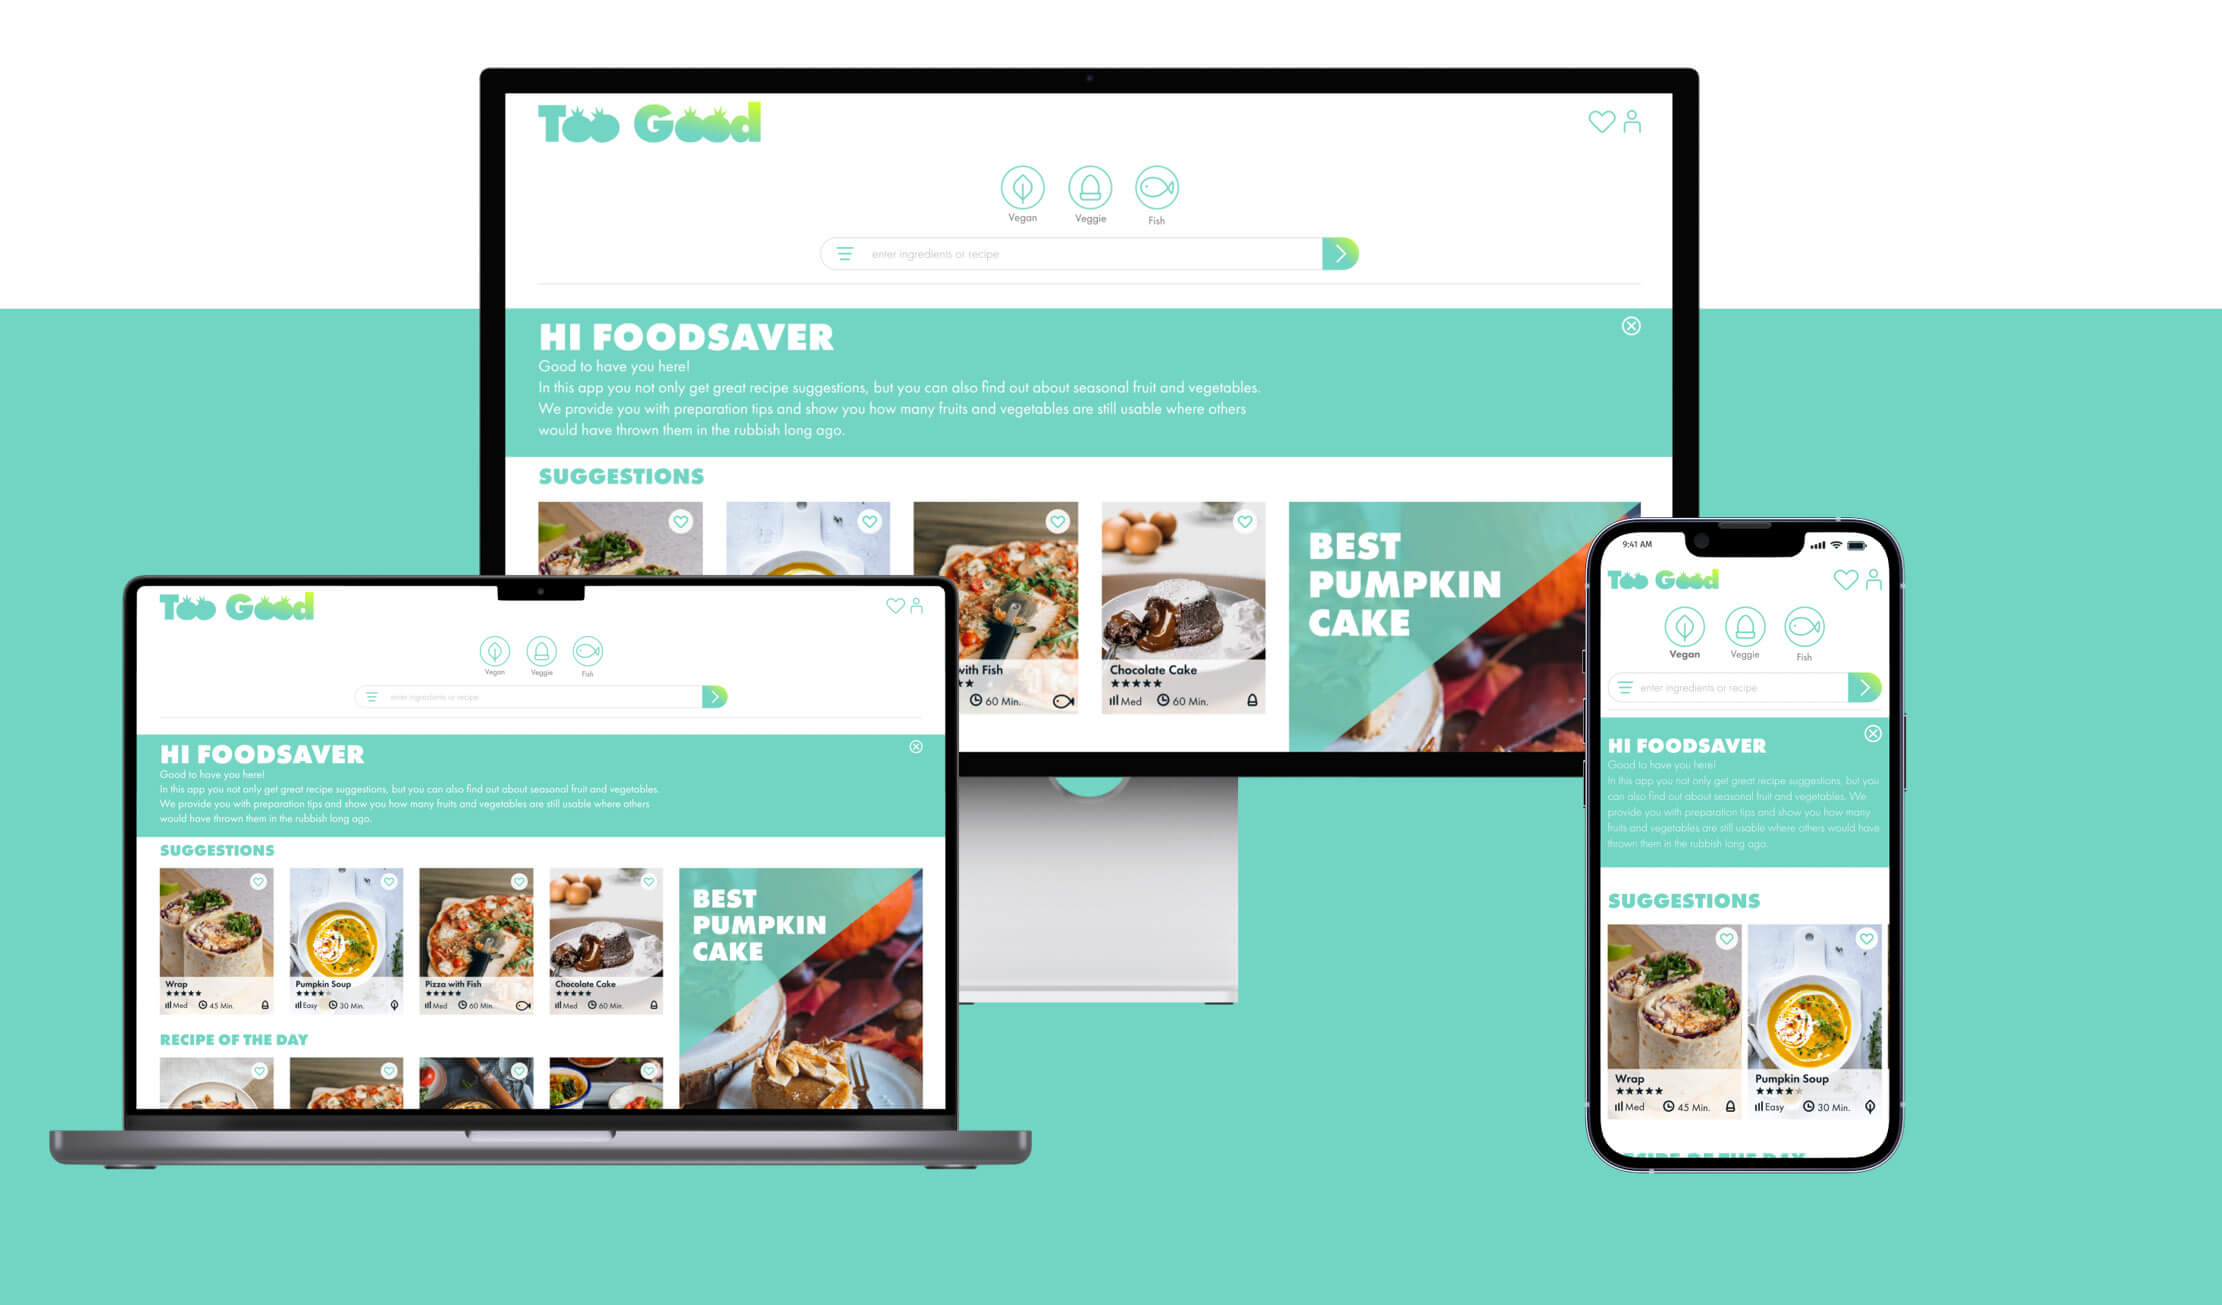 Too Good
Vegan
Veggie
Fish
enter ingredients or recipe
HI FOODSAVER
Good to have you here!
In this app you not only get great recipe suggestions, but you can also find out about seasonal fruit and vegetables.
We provide you with preparation tips and show you how many fruits and vegetables are still usable where others
would have thrown them in the rubbish long ago.
SUGGESTIONS
with Fish
60 Min.
Chocolate Cake
Med
60 Min.
BEST
PUMPKIN
CAKE
Too Good
Vegan
Veggie
Fish
enter ingredients or recipe
HI FOODSAVER
Good to have you here!
In this app you not only get great recipe suggestions, but you can also find out about seasonal fruit and vegetables.
We provide you with preparation tips and show you how many fruits and vegetables are still usable where others
would have thrown them in the rubbish long ago.
SUGGESTIONS
Wrap
Med
45 Min.
Pumpkin Soup
Easy
30 Min.
Pizza with Fish
Med
60 Min.
Chocolate Cake
Med
60 Min.
BEST
PUMPKIN
CAKE
RECIPE OF THE DAY
9:41 AM
Too Good
Vegan
Veggie
Fish
enter ingredients or recipe
HI FOODSAVER
Good to have you here!
In this app you not only get great recipe suggestions, but you
can also find out about seasonal fruit and vegetables. We
provide you with preparation tips and show you how many
fruits and vegetables are still usable where others would have
thrown them in the rubbish long ago.
SUGGESTIONS
Wrap
Med
45 Min.
Pumpkin Soup
Easy
30 Min.
RECIPE OF THE DAY